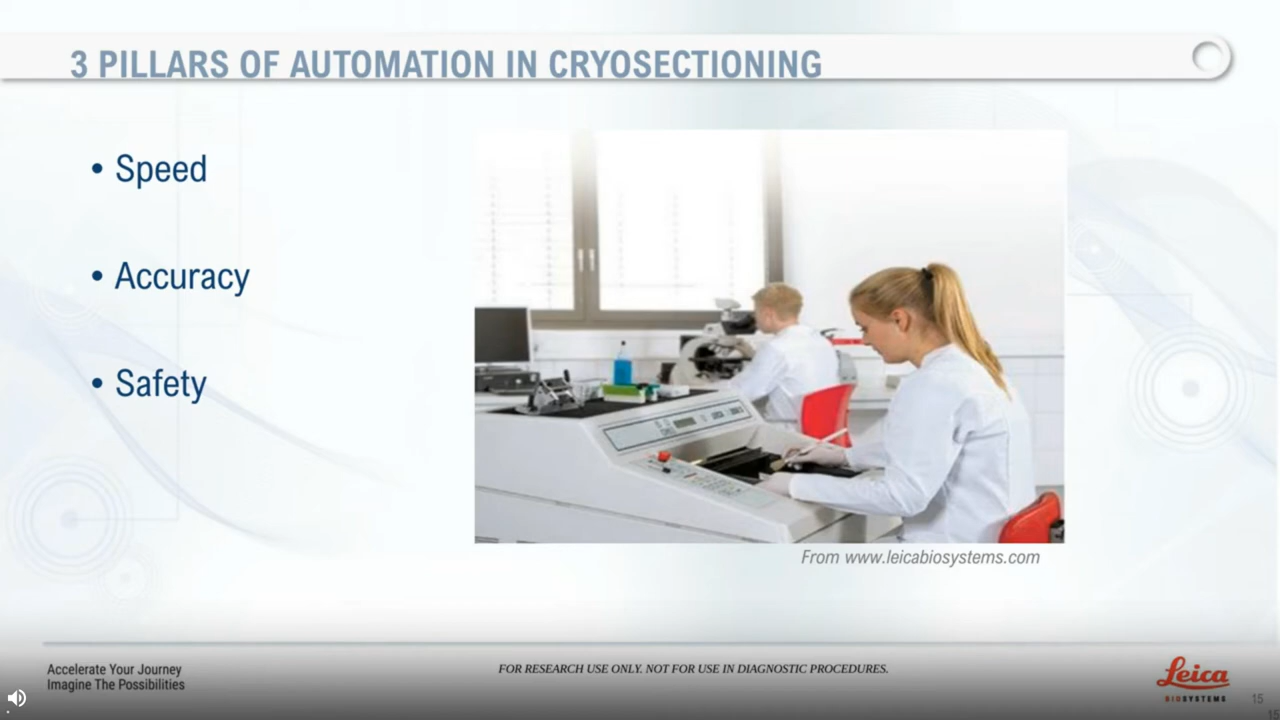 3 PILLARS OF AUTOMATION IN CRYOSECTIONING
• Speed
• Accuracy
• Safety
From www.leicabiosystems.com
Accelerate Your Journey
Imagine The Possibilities
FOR RESEARCH USE ONLY. NOT FOR USE IN DIAGNOSTIC PROCEDURES.
Leica
BIOSYSTEMS
15